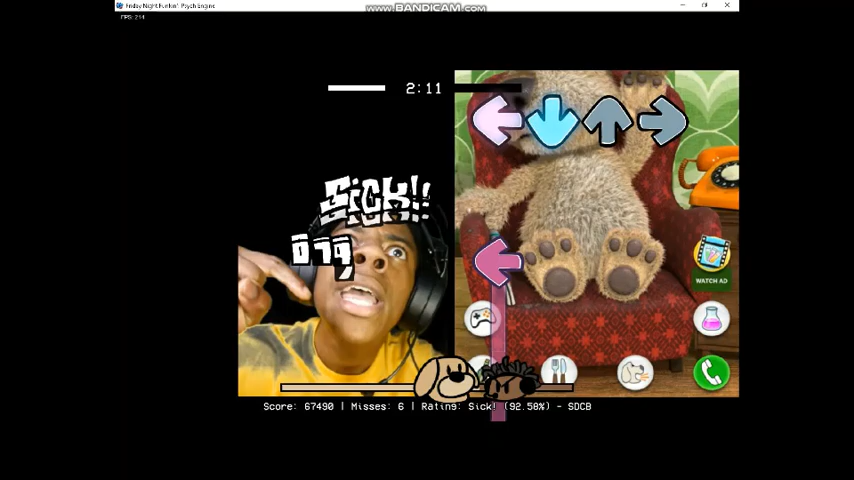 Friday Night Funkin': Psych Engine
www.BANDICAM.com
FPS: 214
2:11
SiCK!!
079
WATCH AD
Score: 67490 | Misses: 6 | Rating: Sick! (92.58%) - SDCB